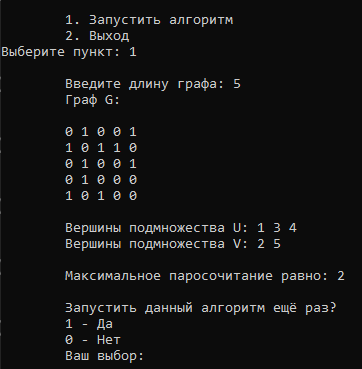 1. Запустить алгоритм
2. Выход
Выберите пункт: 1
Введите длину графа: 5
Граф G:
0 1 0 0 1
1 0 1 1 0
0 1 0 0 1
0 1 0 0 0
1 0 1 0 0
Вершины подмножества U: 1 3 4
Вершины подмножества V: 2 5
Максимальное паросочитание равно: 2
Запустить данный алгоритм ещё раз?
1 - Да
0 - Нет
Ваш выбор: